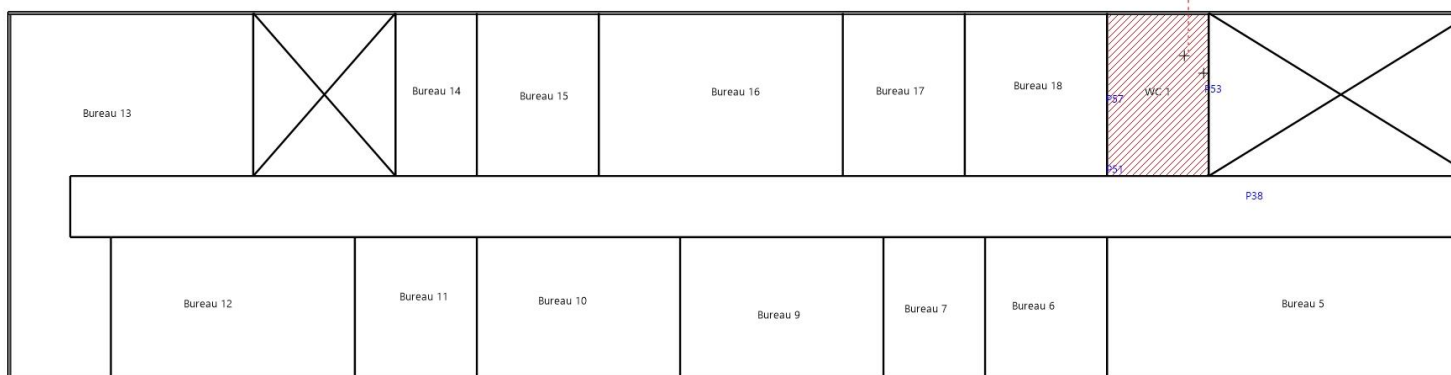 Bureau 13
Bureau 14
Bureau 15
Bureau 16
Bureau 17
Bureau 18
P57
WC 1
P53
P51
P38
Bureau 12
Bureau 11
Bureau 10
Bureau 9
Bureau 7
Bureau 6
Bureau 5